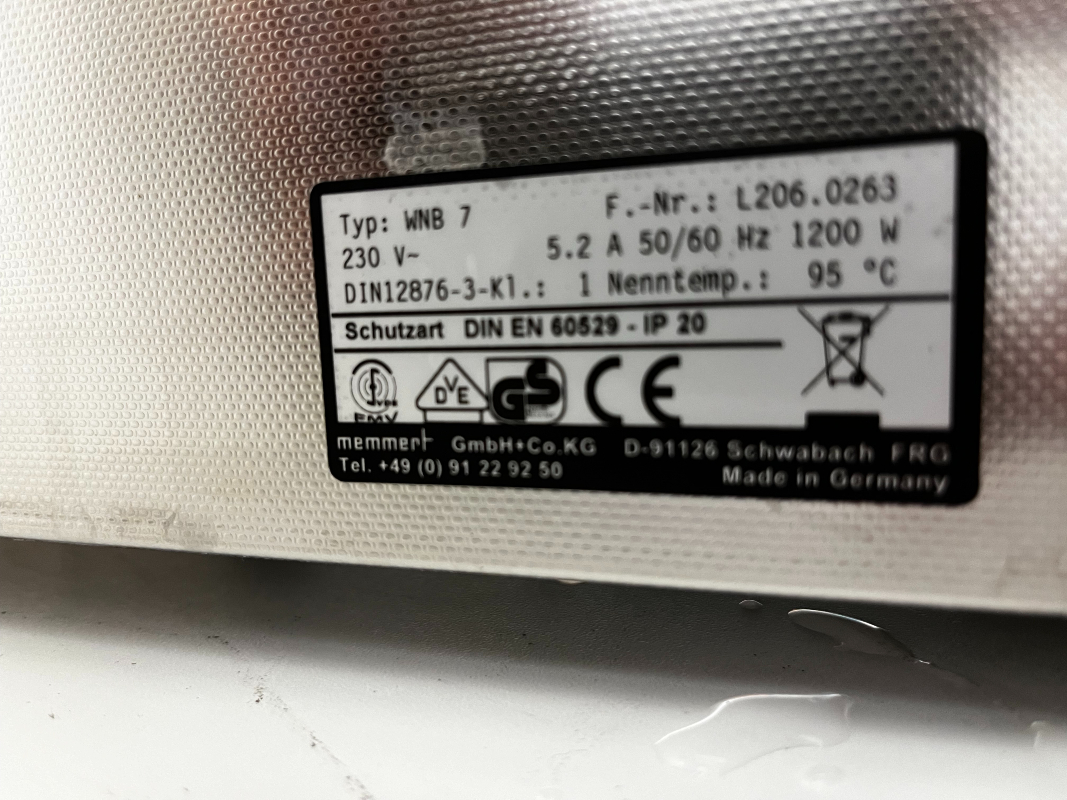 Typ: WNB 7 F.-Nr.: L206.0263
230 V~ 5.2 A 50/60 Hz 1200 W
DIN12876-3-Kl.: 1 Nenntemp.: 95 °C
Schutzart DIN EN 60529 - IP 20
VDE
EMV
DVE
GS
CE
memmert GmbH+Co.KG D-91126 Schwabach FRG
Tel. +49 (0) 91 22 92 50 Made in Germany